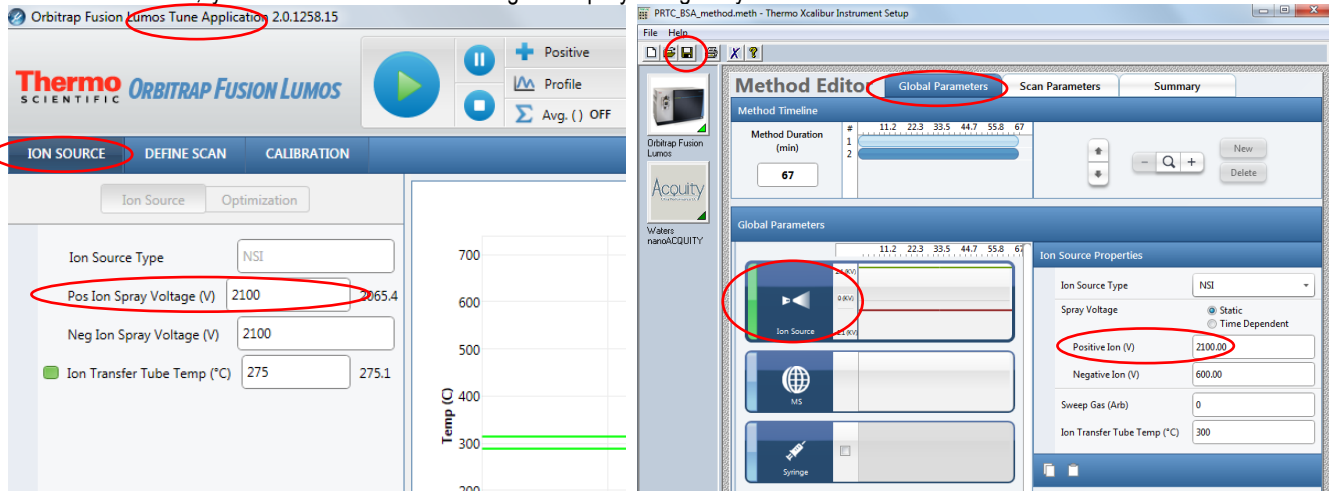 Orbitrap Fusion Lumos Tune Application 2.0.1258.15
Thermo
SCIENTIFIC
ORBITRAP FUSION LUMOS
Positive
Profile
Avg. () OFF
ION SOURCE
DEFINE SCAN
CALIBRATION
Ion Source
Optimization
Ion Source Type
NSI
Pos Ion Spray Voltage (V)
2100
2065.4
Neg Ion Spray Voltage (V)
2100
Ion Transfer Tube Temp (°C)
275
275.1
700
600
500
400
300
200
Temp (C)
PRTC_BSA_method.meth - Thermo Xcalibur Instrument Setup
File Help
Orbitrap Fusion
Lumos
Acquity
Waters
nanoACQUITY
Method Editor
Global Parameters
Scan Parameters
Summary
Method Timeline
Method Duration
(min)
67
#
11.2 22.3 33.5 44.7 55.8 67
1
2
New
Delete
Global Parameters
11.2 22.3 33.5 44.7 55.8 67
0 (KV)
Ion Source
MS
Syringe
Ion Source Properties
Ion Source Type
NSI
Spray Voltage
Static
Time Dependent
Positive Ion (V)
2100.00
Negative Ion (V)
600.00
Sweep Gas (Arb)
0
Ion Transfer Tube Temp (°C)
300